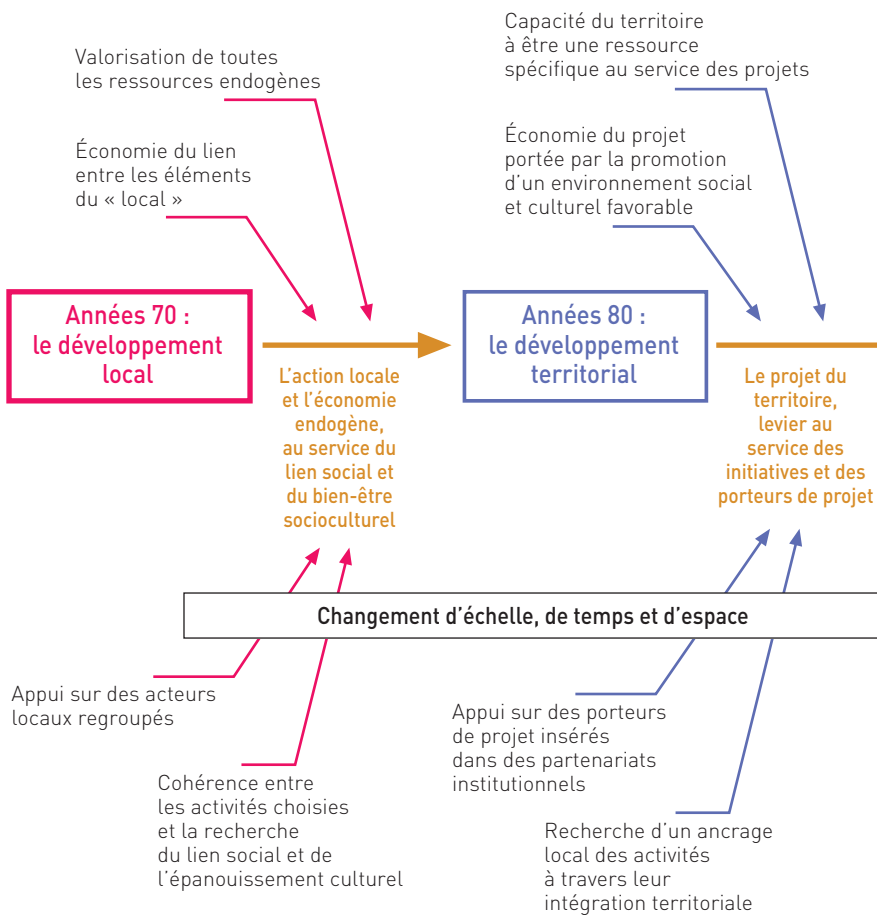 Valorisation de toutes
les ressources endogènes
Économie du lien
entre les éléments
du « local »
Capacité du territoire
à être une ressource
spécifique au service des projets
Économie du projet
portée par la promotion
d'un environnement social
et culturel favorable
Années 70 :
le développement
local
L'action locale
et l'économie
endogène,
au service du
lien social et
du bien-être
socioculturel
Années 80 :
le développement
territorial
Le projet du
territoire,
levier au
service des
initiatives et des
porteurs de projet
Changement d'échelle, de temps et d'espace
Appui sur des acteurs
locaux regroupés
Cohérence entre
les activités choisies
et la recherche
du lien social et de
l'épanouissement culturel
Appui sur des porteurs
de projet insérés
dans des partenariats
institutionnels
Recherche d'un ancrage
local des activités
à travers leur
intégration territoriale